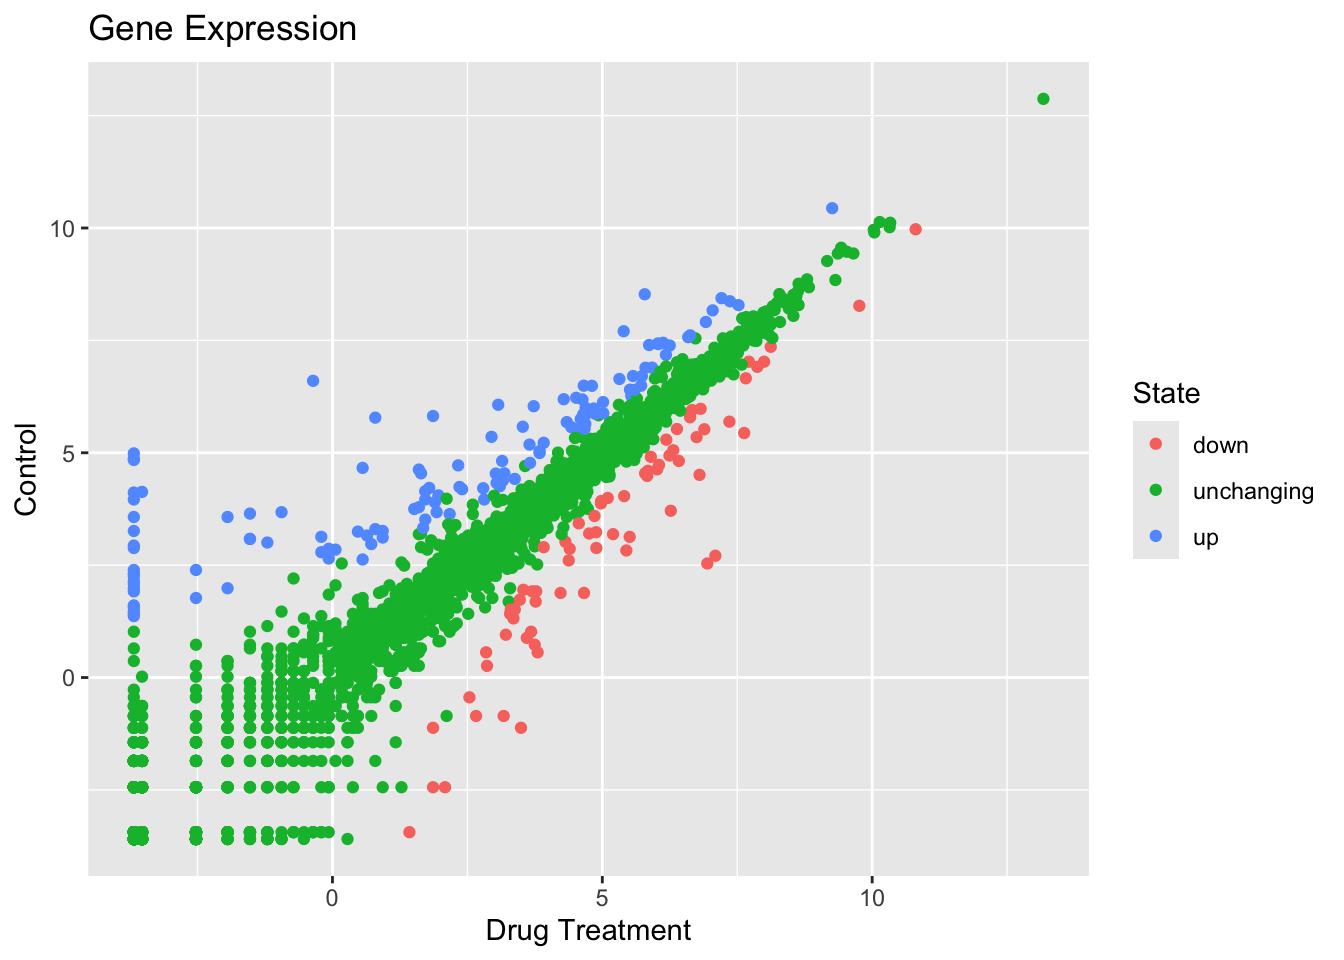 Gene Expression
Control
10
5
0
0
5
10
Drug Treatment
State
down
unchanging
up